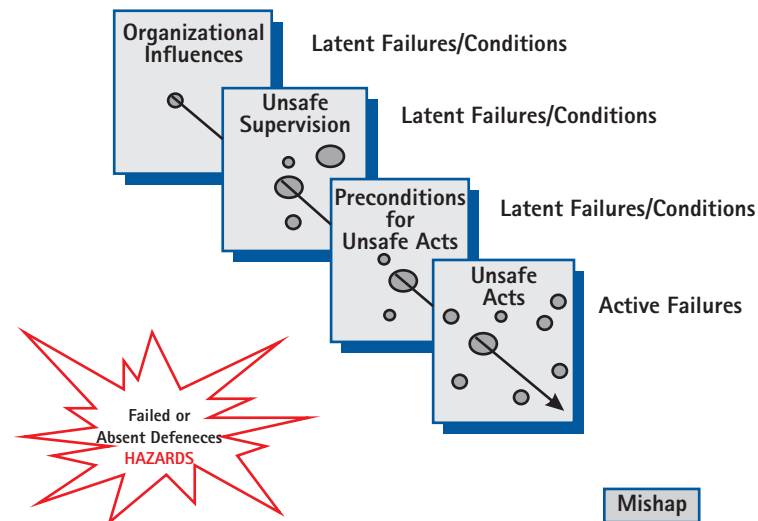 Organizational
Influences
Latent Failures/Conditions
Unsafe
Supervision
Latent Failures/Conditions
Preconditions
for
Unsafe Acts
Latent Failures/Conditions
Unsafe
Acts
Active Failures
Failed or
Absent Defeneces
HAZARDS
Mishap